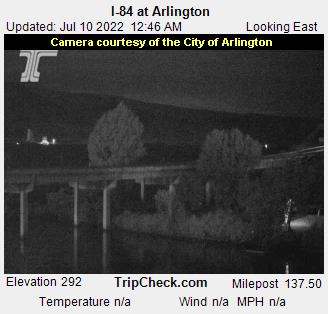 I-84 at Arlington
Updated: Jul 10 2022 12:46 AM Looking East
Camera courtesy of the City of Arlington
Elevation 292 TripCheck.com Milepost 137.50
Temperature n/a Wind n/a MPH n/a